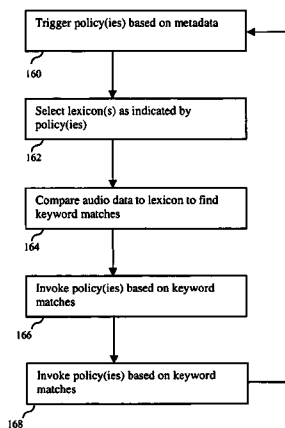 Trigger policy(ies) based on metadata
160
Select lexicon(s) as indicated by
policy(ies)
162
Compare audio data to lexicon to find
keyword matches
164
Invoke policy(ies) based on keyword
matches
166
Invoke policy(ies) based on keyword
matches
168